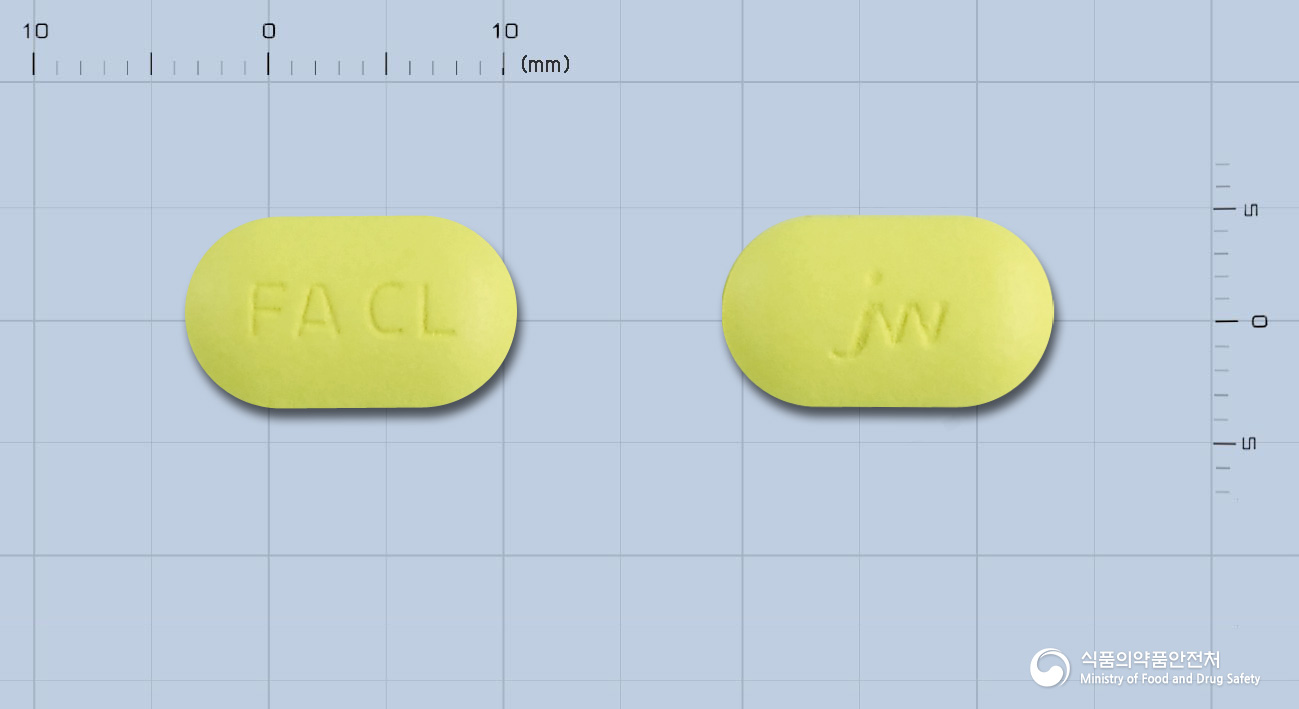 10 0 10
(mm)
FA CL
jw
5
0
5
식품의약품안전처
Ministry of Food and Drug Safety